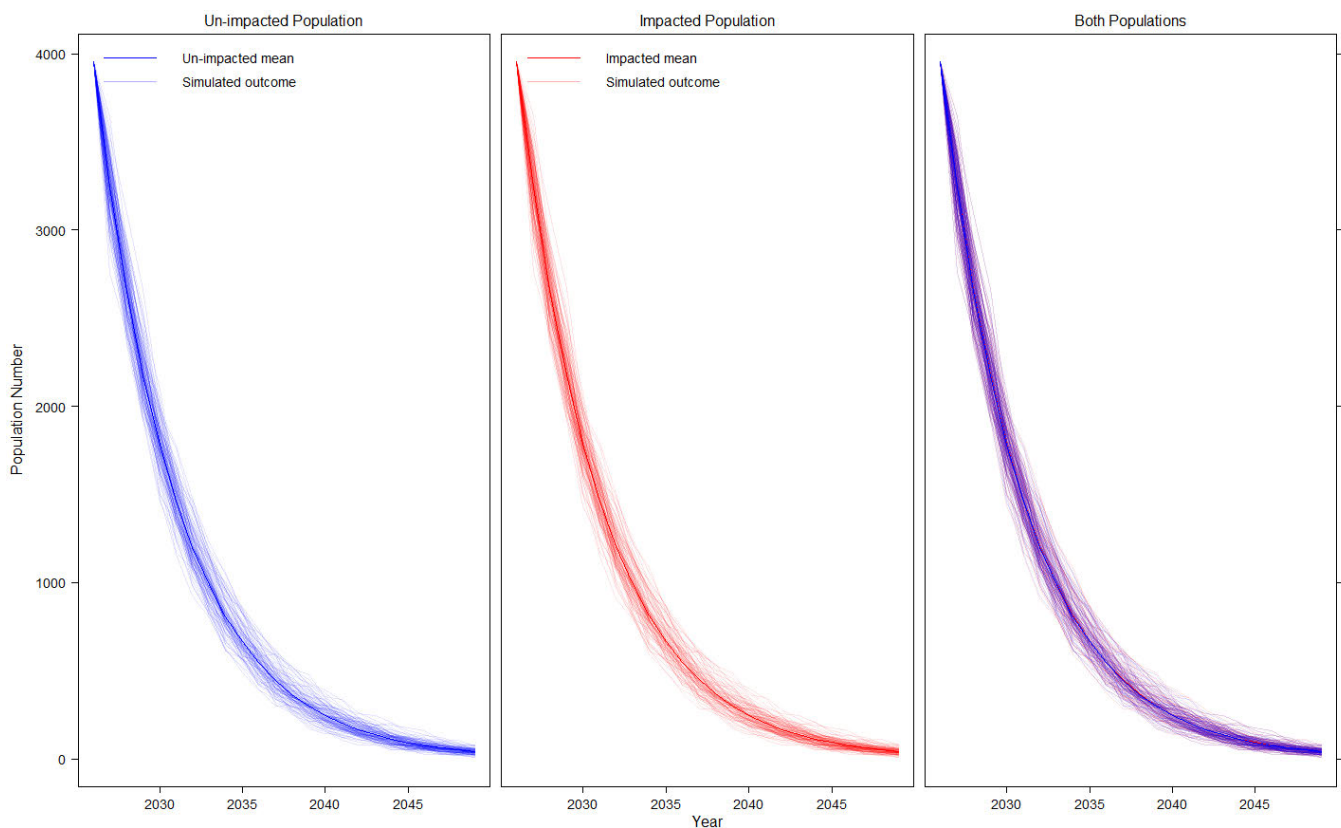 Un-impacted Population
Impacted Population
Both Populations
Un-impacted mean
Simulated outcome
Impacted mean
Simulated outcome
4000
3000
2000
1000
0
Population Number
2030 2035 2040 2045
2030 2035 2040 2045
2030 2035 2040 2045
Year